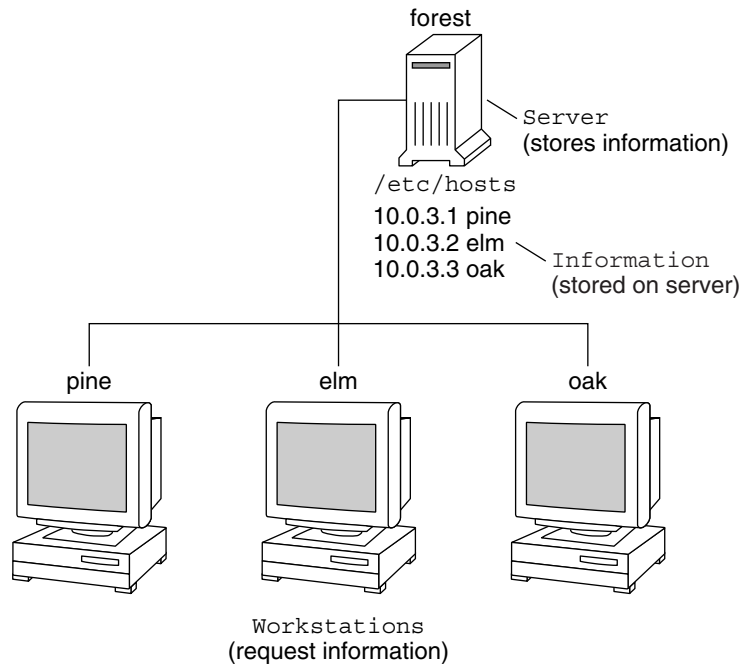 forest
Server
(stores information)
/etc/hosts
10.0.3.1 pine
10.0.3.2 elm
10.0.3.3 oak
Information
(stored on server)
pine
elm
oak
Workstations
(request information)